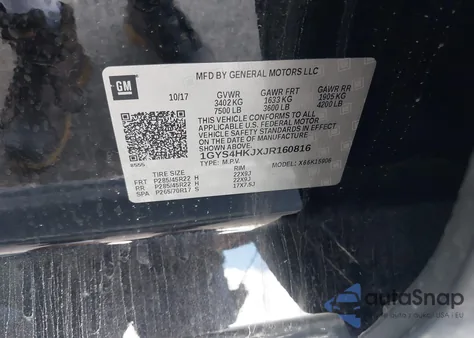 MFD BY GENERAL MOTORS LLC
GM
10/17
GVWR GAWR FRT GAWR RR
3402 KG 1633 KG 1905 KG
7500 LB 3600 LB 4200 LB
THIS VEHICLE CONFORMS TO ALL
APPLICABLE U.S. FEDERAL MOTOR
VEHICLE SAFETY STANDARDS IN EFFECT
ON THE DATE OF MANUFACTURE
SHOWN ABOVE.
1GYS4HKJXJR160816
TYPE: M.P.V. MODEL:
TIRE SIZE RIM
FRT P285/45R22 H 22X9J
RR P285/45R22 H 22X9J
SPA P265/70R17 S 17X7.5J
autoSnap